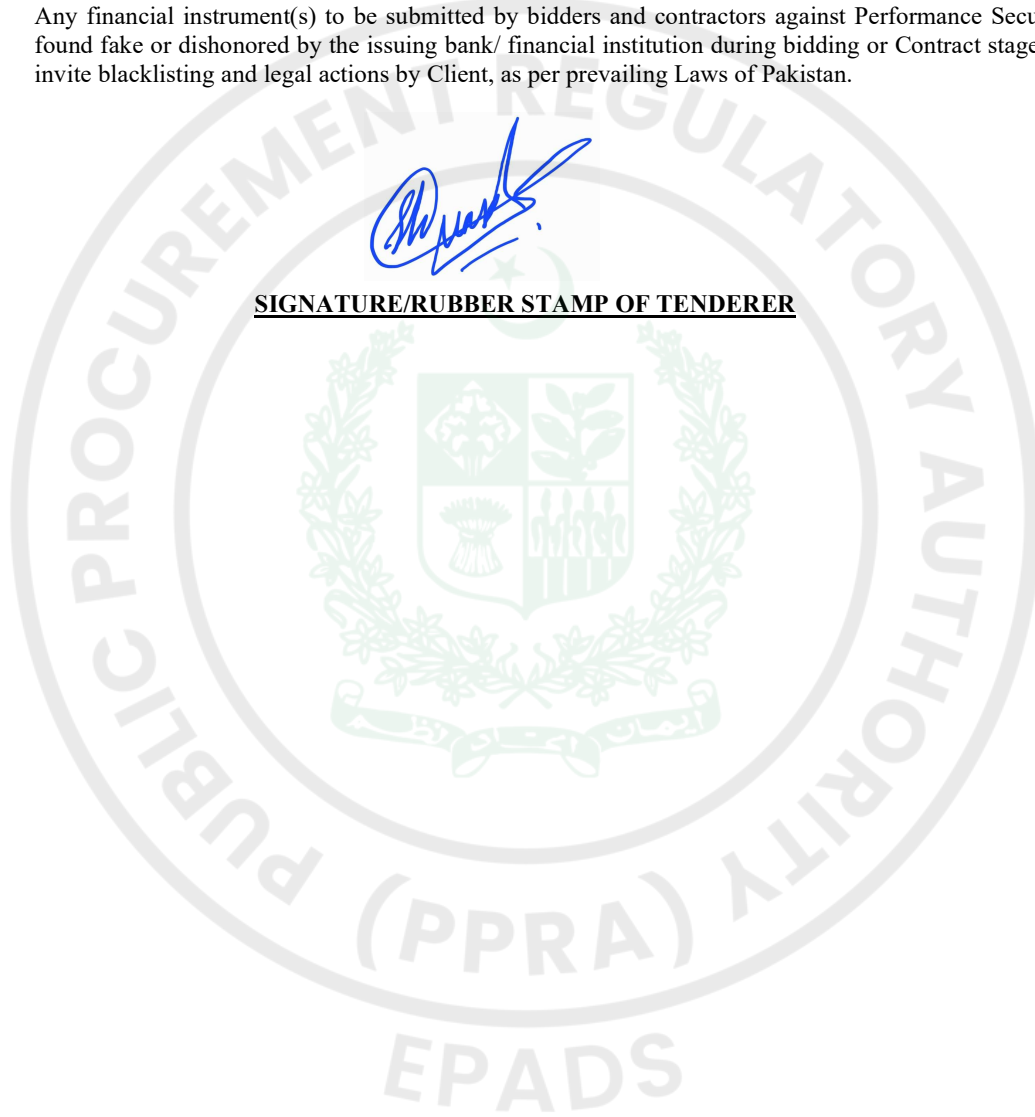 Any financial instrument(s) to be submitted by bidders and contractors against Performance Secu
found fake or dishonored by the issuing bank/ financial institution during bidding or Contract stage
invite blacklisting and legal actions by Client, as per prevailing Laws of Pakistan.
SIGNATURE/RUBBER STAMP OF TENDERER
PUBLIC PROCUREMENT REGULATORY AUTHORITY
(PPRA)
EPADS